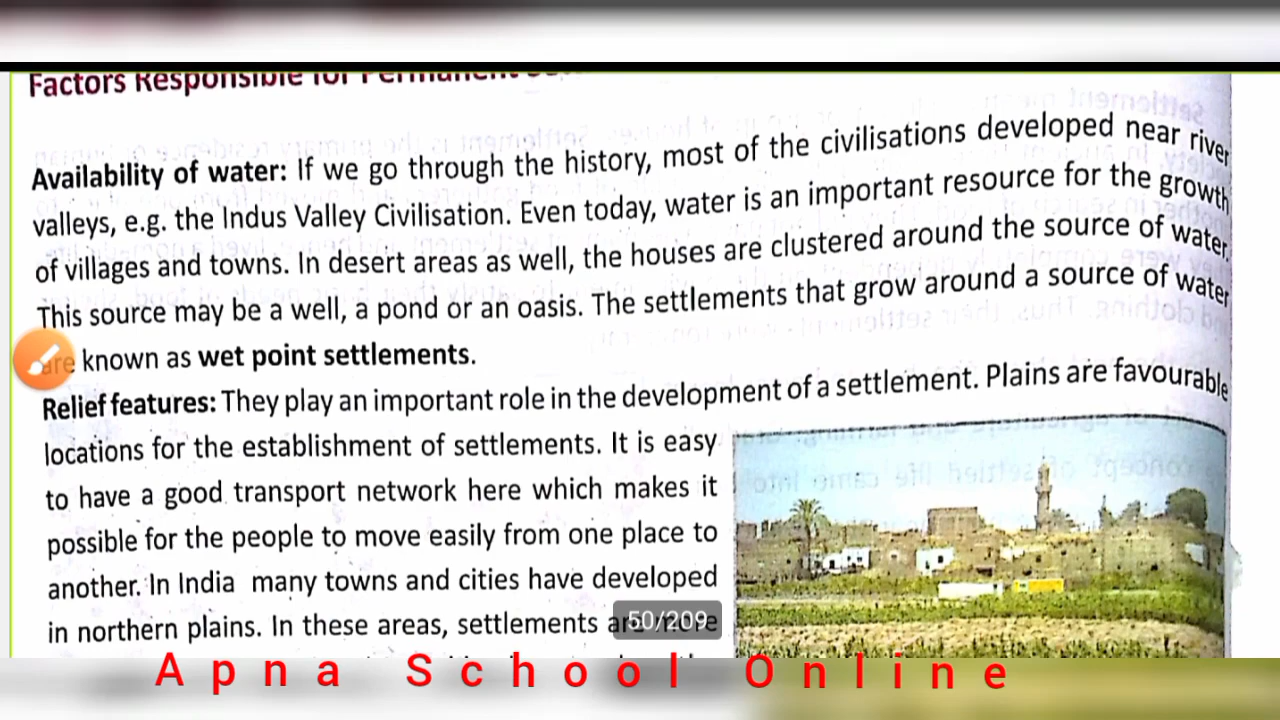 Factors Responsible for Permanent
Availability of water: If we go through the history, most of the civilisations developed near river
valleys, e.g. the Indus Valley Civilisation. Even today, water is an important resource for the growth
of villages and towns. In desert areas as well, the houses are clustered around the source of water.
This source may be a well, a pond or an oasis. The settlements that grow around a source of water
are known as wet point settlements.
Relief features: They play an important role in the development of a settlement. Plains are favourable
locations for the establishment of settlements. It is easy
to have a good transport network here which makes it
possible for the people to move easily from one place to
another. In India many towns and cities have developed
in northern plains. In these areas, settlements are more
50/209
Apna School Online